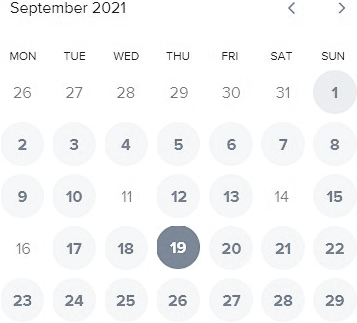 September 2021
MON TUE WED THU FRI SAT SUN
26 27 28 29 30 31 1
2 3 4 5 6 7 8
9 10 11 12 13 14 15
16 17 18 19 20 21 22
23 24 25 26 27 28 29